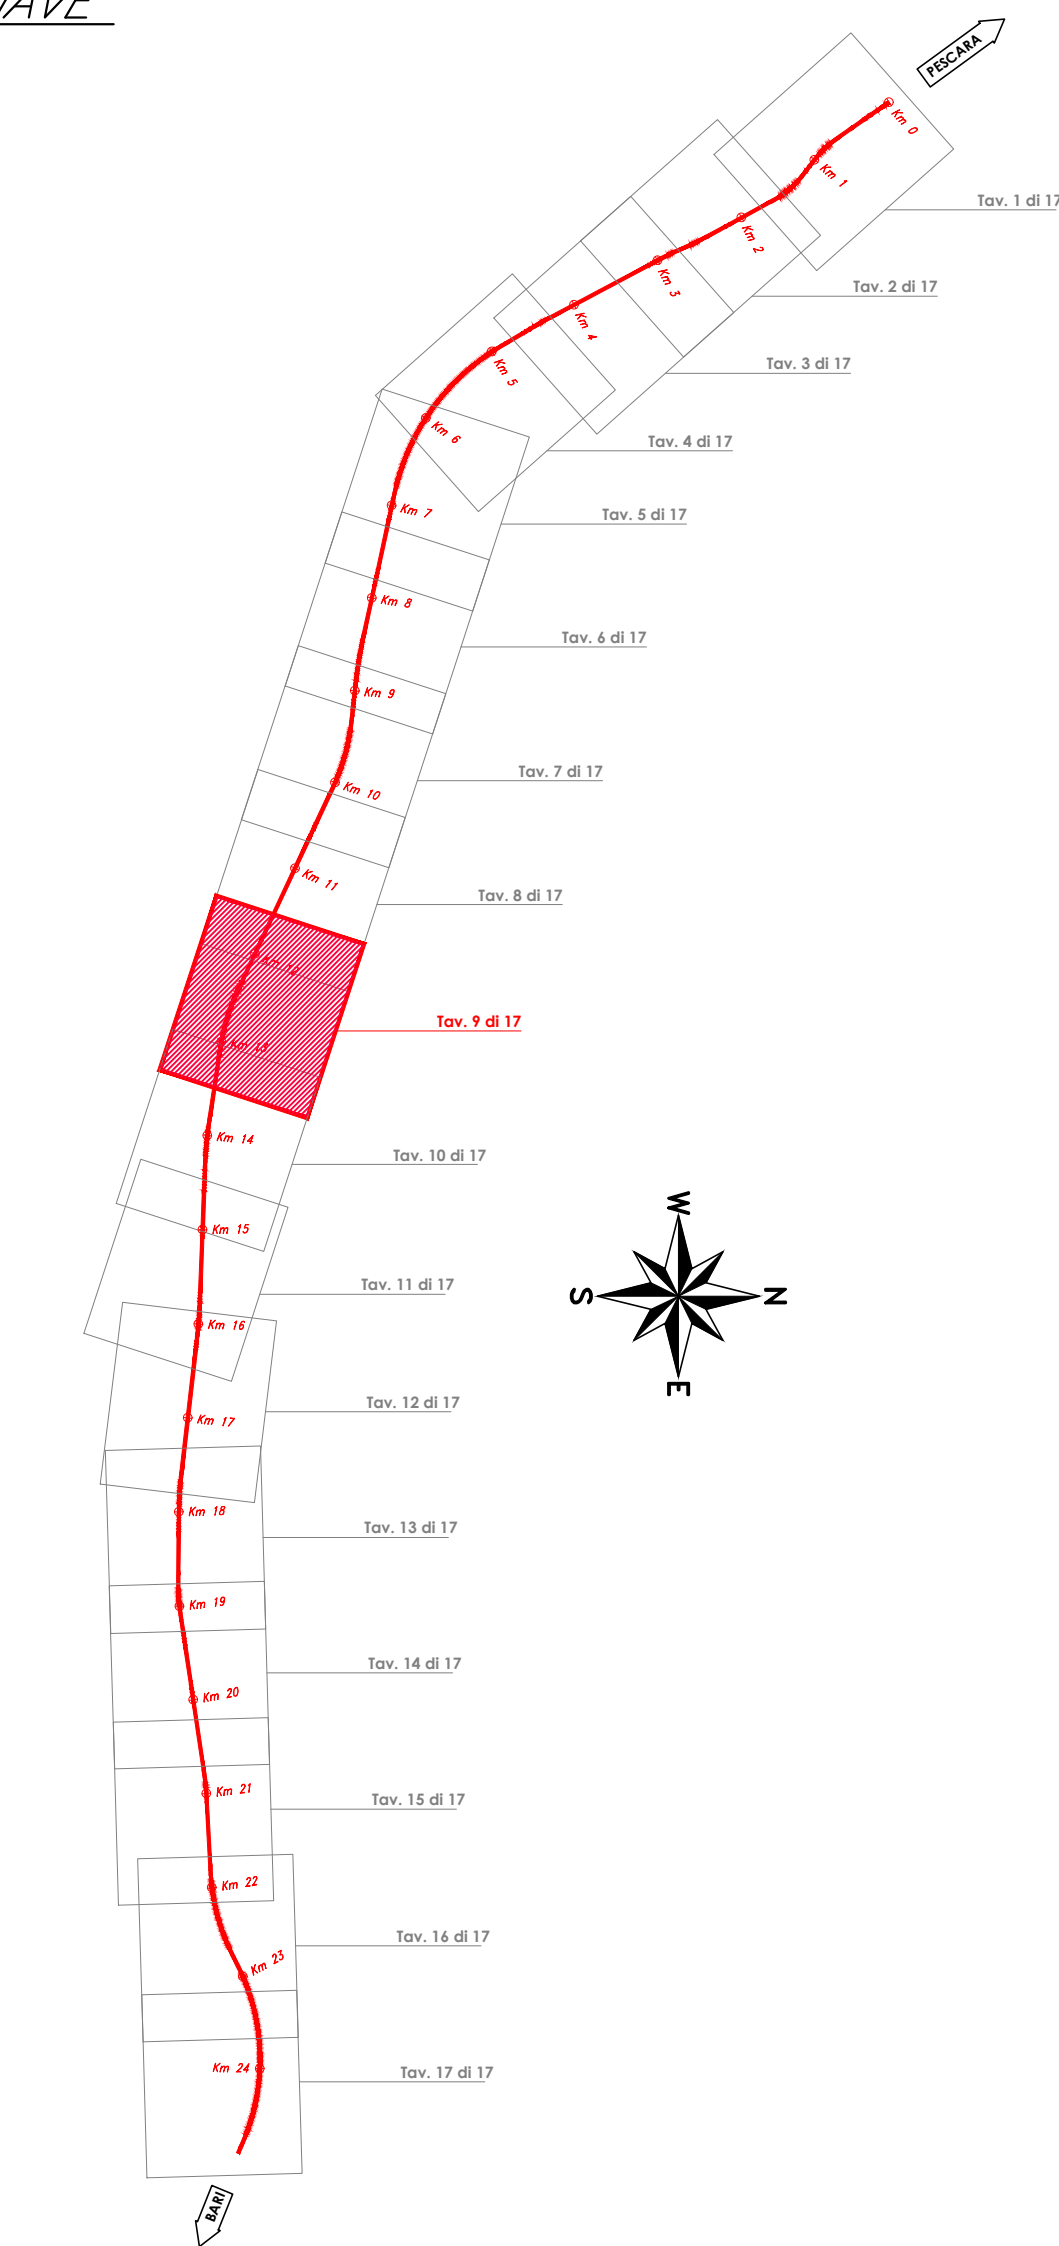 PESCARA
Km 0
Km 1
Tav. 1 di 17
Km 2
Km 3
Tav. 2 di 17
Km 4
Km 5
Tav. 3 di 17
Km 6
Tav. 4 di 17
Km 7
Tav. 5 di 17
Km 8
Tav. 6 di 17
Km 9
Tav. 7 di 17
Km 10
Km 11
Tav. 8 di 17
Km 12
Tav. 9 di 17
Km 13
Km 14
Tav. 10 di 17
W
Km 15
Tav. 11 di 17
S
N
Km 16
E
Tav. 12 di 17
Km 17
Km 18
Tav. 13 di 17
Km 19
Tav. 14 di 17
Km 20
Km 21
Tav. 15 di 17
Km 22
Tav. 16 di 17
Km 23
Km 24
Tav. 17 di 17
BARI